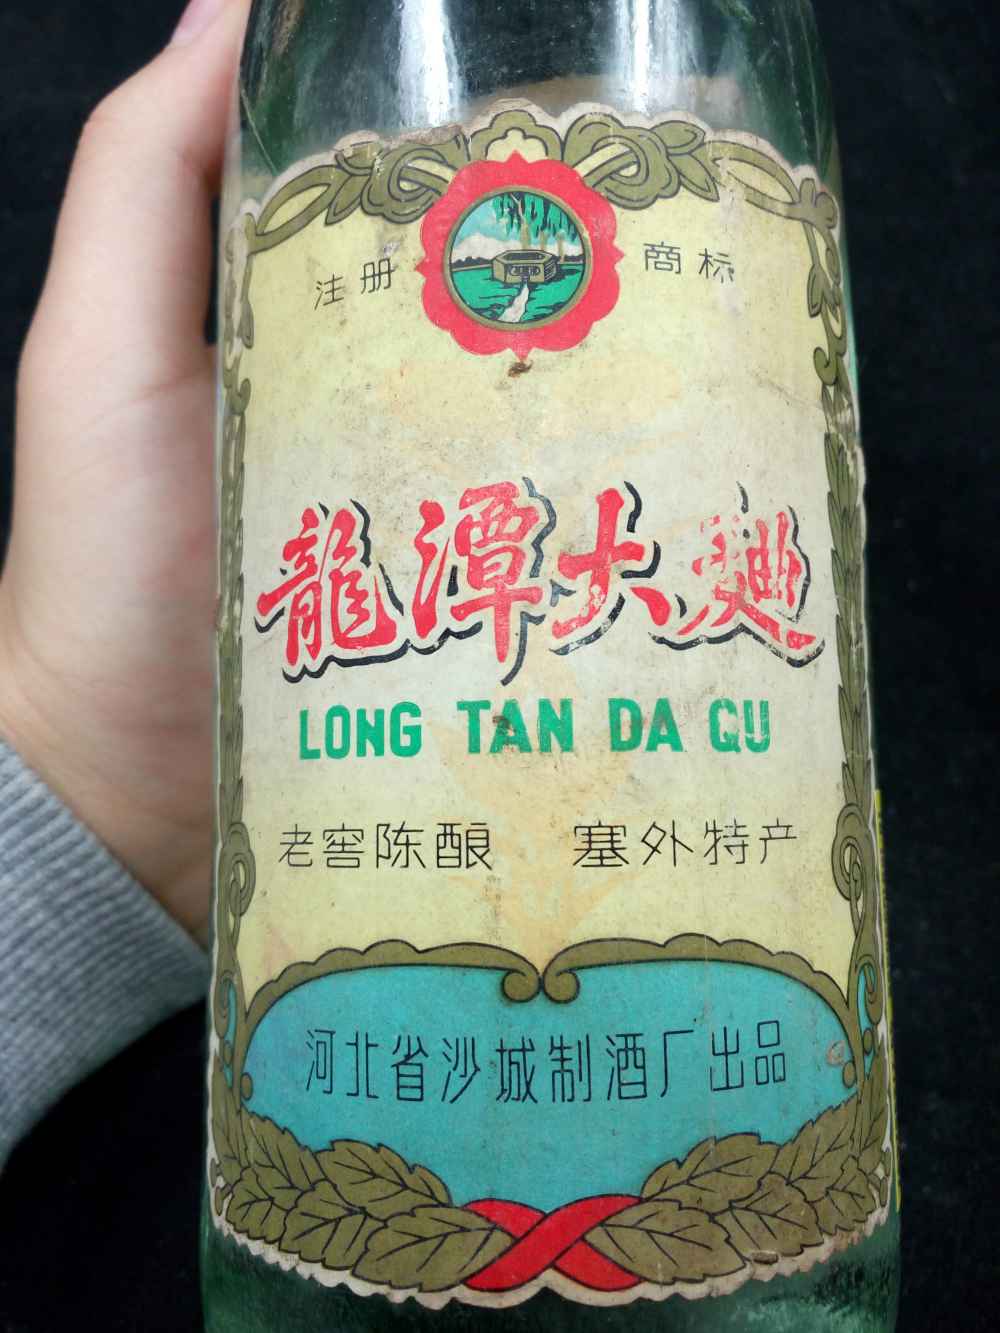 注册 商标
龍潭大麯
LONG TAN DA QU
老窖陈酿 塞外特产
河北省沙城制酒厂出品